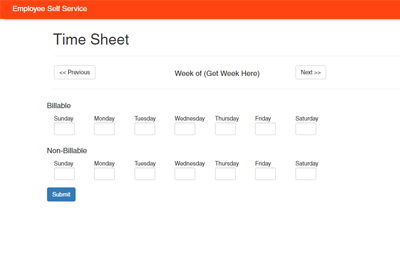 Employee Self Service
Time Sheet
<< Previous
Week of (Get Week Here)
Next >>
Billable
Sunday Monday Tuesday Wednesday Thursday Friday Saturday
Non-Billable
Sunday Monday Tuesday Wednesday Thursday Friday Saturday
Submit